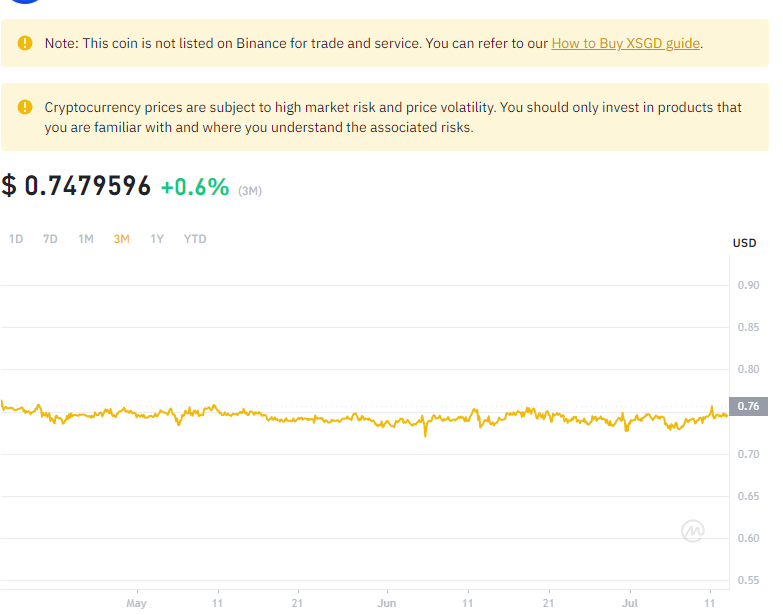 Note: This coin is not listed on Binance for trade and service. You can refer to our How to Buy XSGD guide.
Cryptocurrency prices are subject to high market risk and price volatility. You should only invest in products that
you are familiar with and where you understand the associated risks.
$ 0.7479596 +0.6% (3M)
1D 7D 1M 3M 1Y YTD
USD
0.90
0.85
0.80
0.76
0.70
0.65
0.60
0.55
May 11 21 Jun 11 21 Jul 11